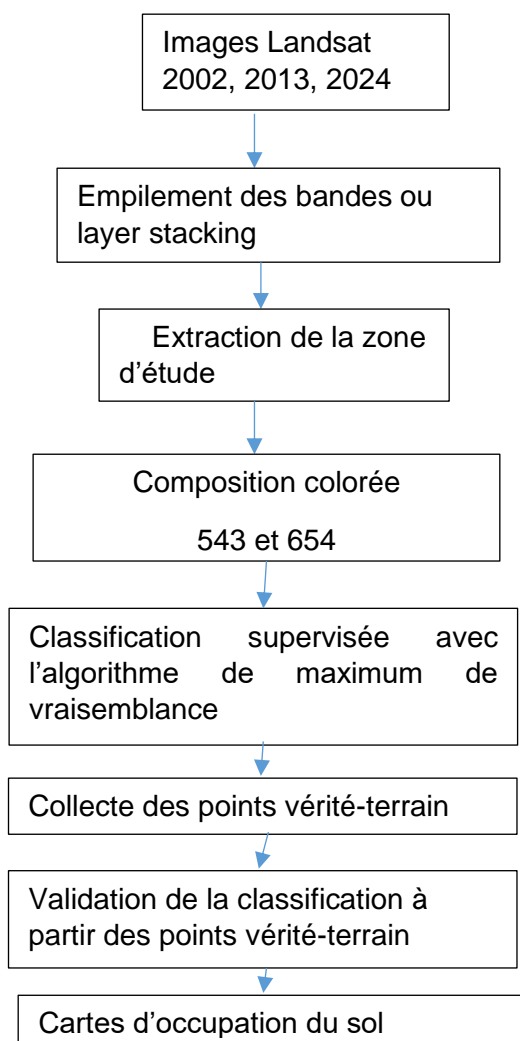 Images Landsat
2002, 2013, 2024
Empilement des bandes ou
layer stacking
Extraction de la zone
d’étude
Composition colorée
543 et 654
Classification supervisée avec
l’algorithme de maximum de
vraisemblance
Collecte des points vérité-terrain
Validation de la classification à
partir des points vérité-terrain
Cartes d’occupation du sol